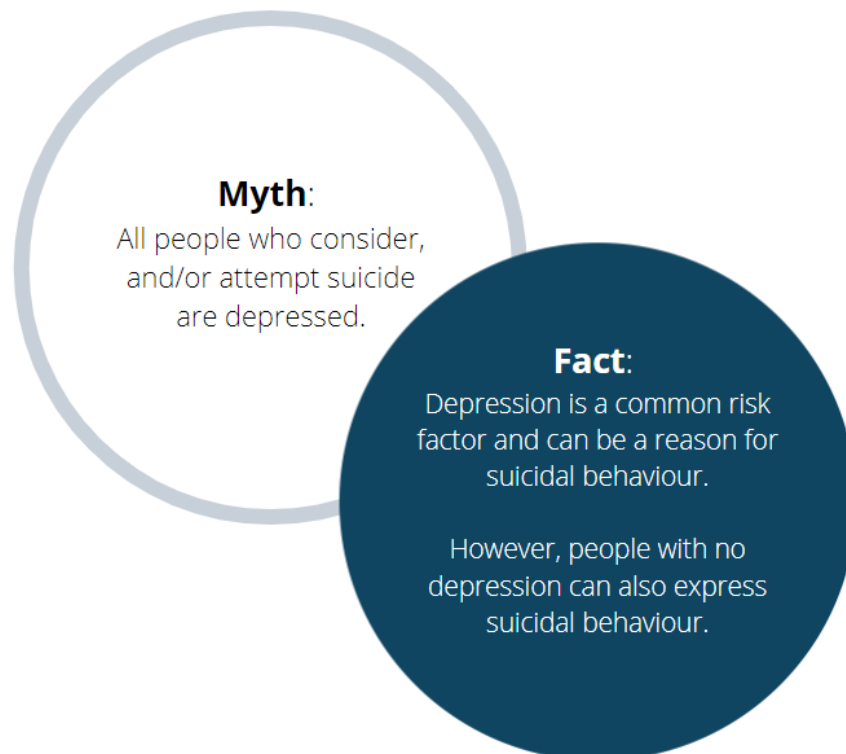 Myth:
All people who consider,
and/or attempt suicide
are depressed.
Fact:
Depression is a common risk
factor and can be a reason for
suicidal behaviour.
However, people with no
depression can also express
suicidal behaviour.